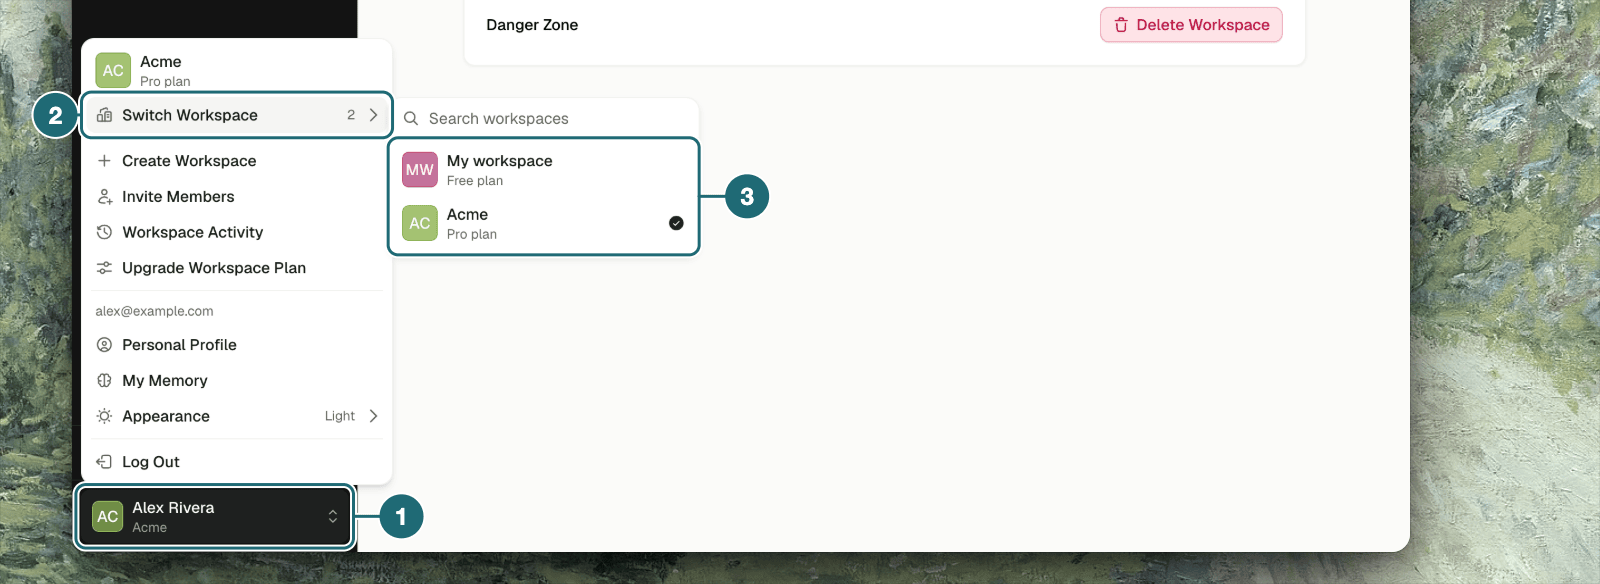 Danger Zone
Delete Workspace
AC
Acme
Pro plan
2
Switch Workspace
2
Create Workspace
Invite Members
Workspace Activity
Upgrade Workspace Plan
alex@example.com
Personal Profile
My Memory
Appearance
Light
Log Out
AC
Alex Rivera
Acme
1
Search workspaces
MW
My workspace
Free plan
AC
Acme
Pro plan
3